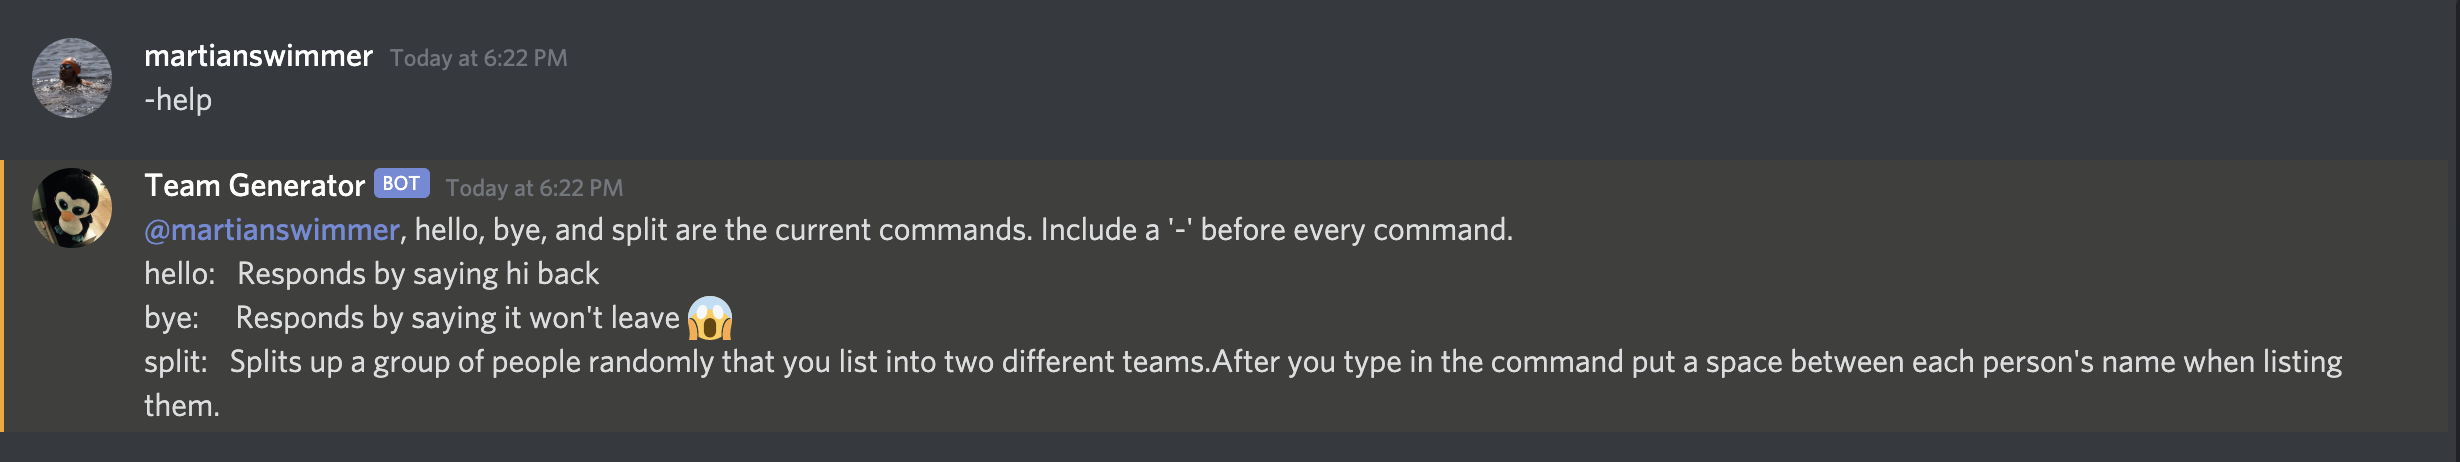 martianswimmer Today at 6:22 PM
-help
Team Generator BOT Today at 6:22 PM
@martianswimmer, hello, bye, and split are the current commands. Include a '-' before every command.
hello: Responds by saying hi back
bye: Responds by saying it won't leave 😱
split: Splits up a group of people randomly that you list into two different teams.After you type in the command put a space between each person's name when listing
them.